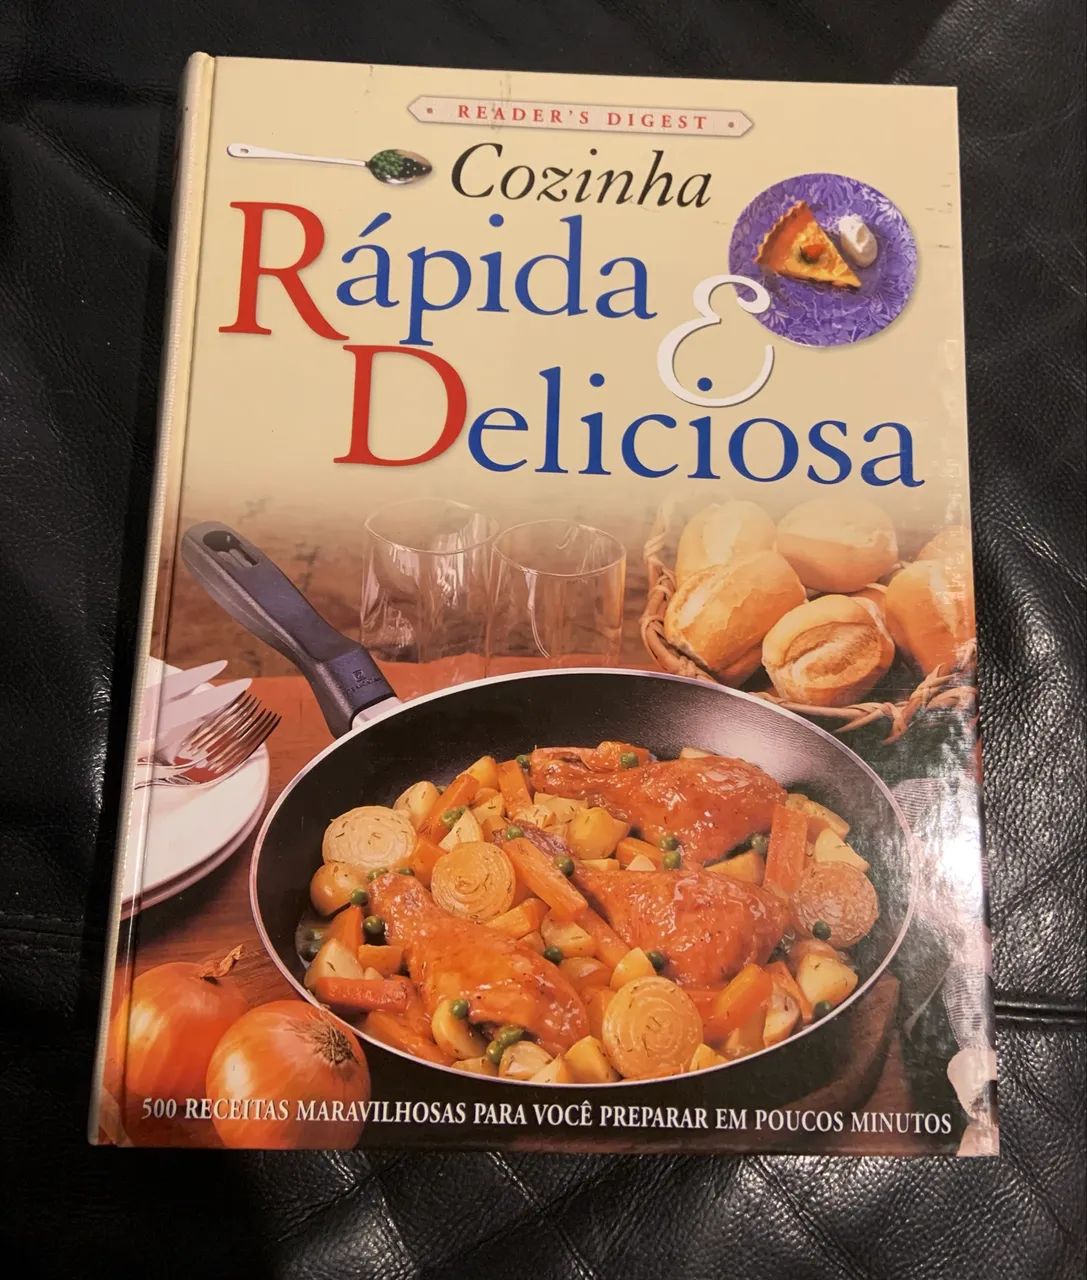 READER'S DIGEST
Cozinha
Rápida
&
Deliciosa
500 RECEITAS MARAVILHOSAS PARA VOCÊ PREPARAR EM POUCOS MINUTOS